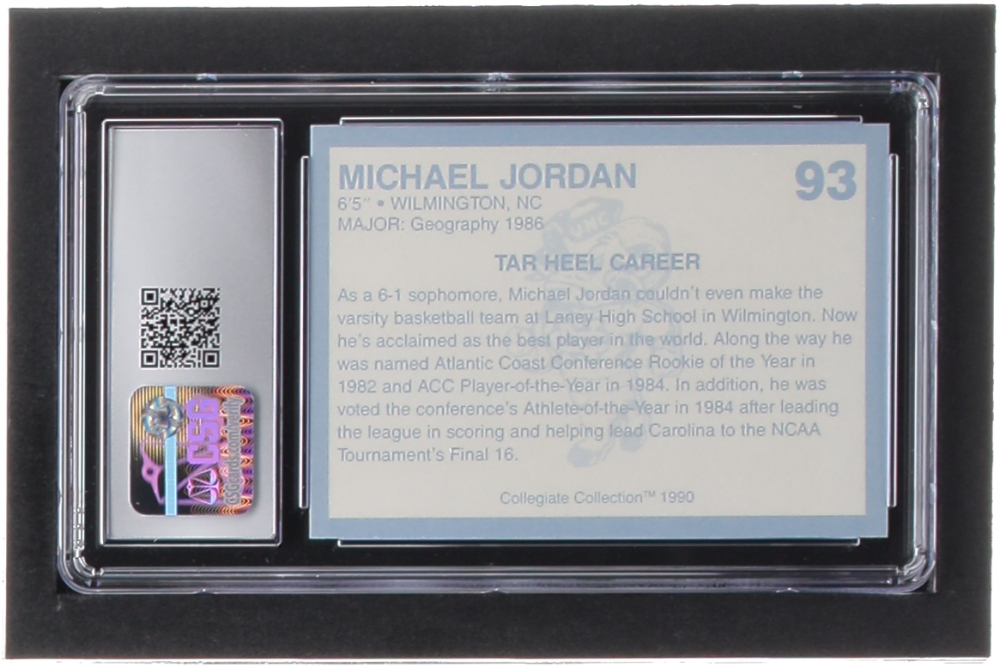 MICHAEL JORDAN
93
6'5" • WILMINGTON, NC
MAJOR: Geography 1986
TAR HEEL CAREER
As a 6-1 sophomore, Michael Jordan couldn't even make the
varsity basketball team at Laney High School in Wilmington. Now
he's acclaimed as the best player in the world. Along the way he
was named Atlantic Coast Conference Rookie of the Year in
1982 and ACC Player-of-the-Year in 1984. In addition, he was
voted the conference's Athlete-of-the-Year in 1984 after leading
the league in scoring and helping lead Carolina to the NCAA
Tournament's Final 16.
Collegiate Collection™ 1990
CSG